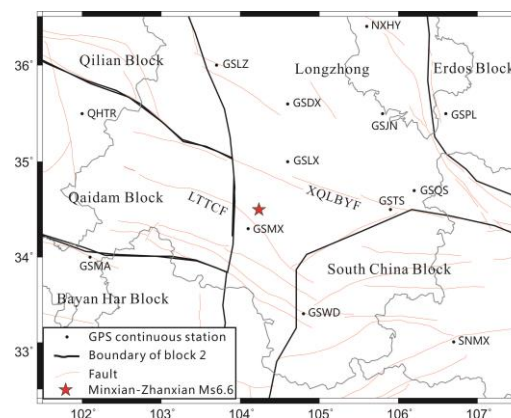 36°
35°
34°
33°
102°
103°
104°
105°
106°
107°
Qilian Block
GSLZ
Longzhong
NXHY
Erdos Block
GSDX
GSJN
GSPL
QHTR
GSLX
Qaidam Block
LTTCF
XQLBYF
GSQS
GSTS
GSMX
GSMA
South China Block
Bayan Har Block
GSWD
SNMX
GPS continuous station
Boundary of block 2
Fault
Minxian-Zhanxian Ms6.6